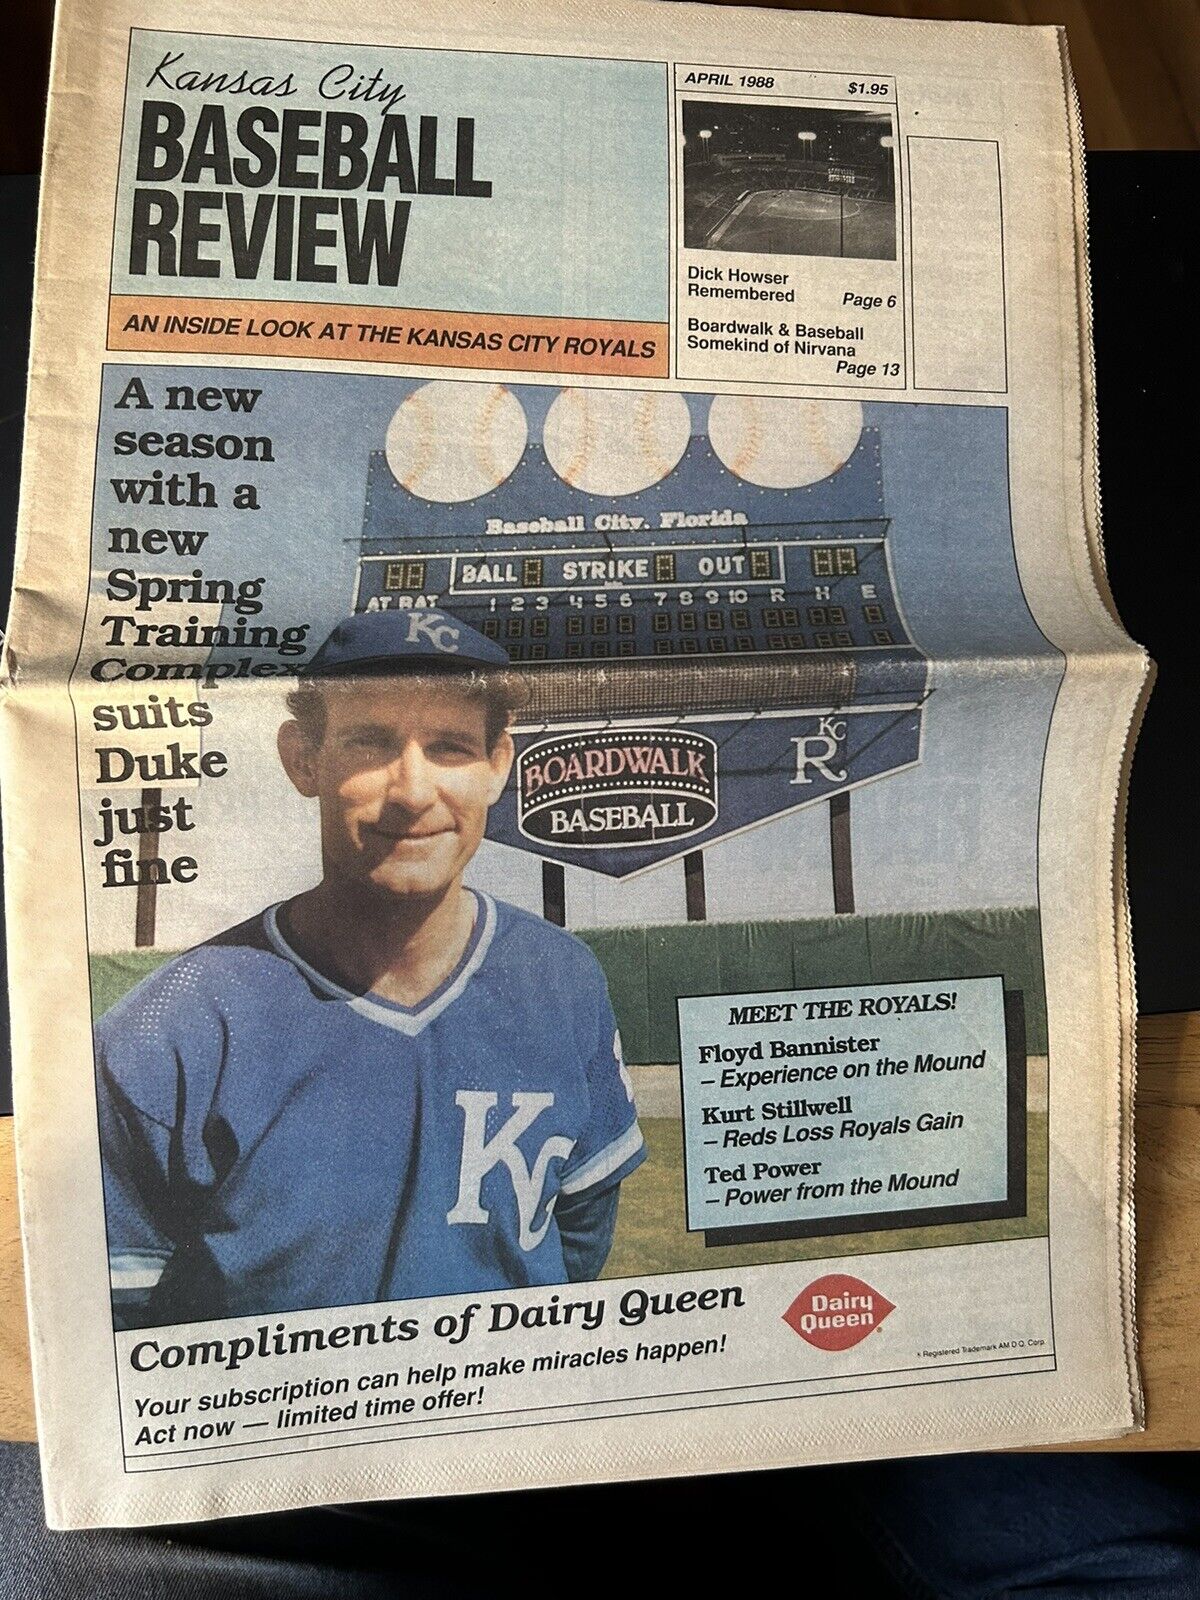 Kansas City
BASEBALL
REVIEW
AN INSIDE LOOK AT THE KANSAS CITY ROYALS
APRIL 1988 $1.95
Dick Howser
Remembered Page 6
Boardwalk & Baseball
Somekind of Nirvana
Page 13
A new
season
with a
new
Spring
Training
Complex
suits
Duke
just
fine
Baseball City, Florida
BALL STRIKE OUT
AT BAT 1 2 3 4 5 6 7 8 9 10 R H E
KC
BOARDWALK
BASEBALL
KC
R
KC
MEET THE ROYALS!
Floyd Bannister
– Experience on the Mound
Kurt Stillwell
– Reds Loss Royals Gain
Ted Power
– Power from the Mound
Compliments of Dairy Queen
Dairy
Queen
Your subscription can help make miracles happen!
Act now — limited time offer!
Registered Trademark AM D.Q. Corp.